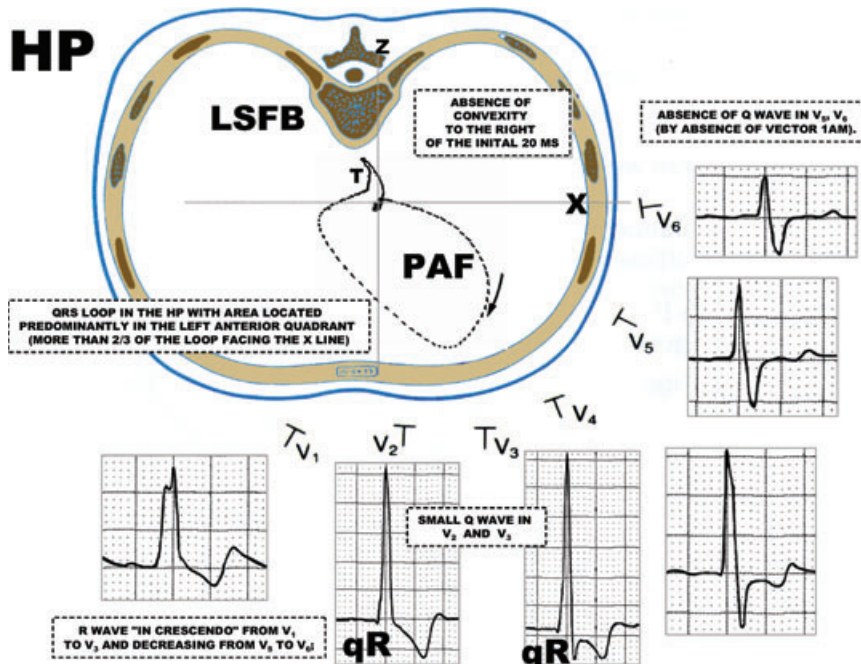 HP
Z
LSFB
ABSENCE OF
CONVEXITY
TO THE RIGHT
OF THE INITAL 20 MS
ABSENCE OF Q WAVE IN V5, V6
(BY ABSENCE OF VECTOR 1AM).
T
X
V6
PAF
QRS LOOP IN THE HP WITH AREA LOCATED
PREDOMINANTLY IN THE LEFT ANTERIOR QUADRANT
(MORE THAN 2/3 OF THE LOOP FACING THE X LINE)
V5
V4
V1
V2
V3
SMALL Q WAVE IN
V2 AND V3
R WAVE "IN CRESCENDO" FROM V1
TO V3 AND DECREASING FROM V5 TO V6
qR
qR